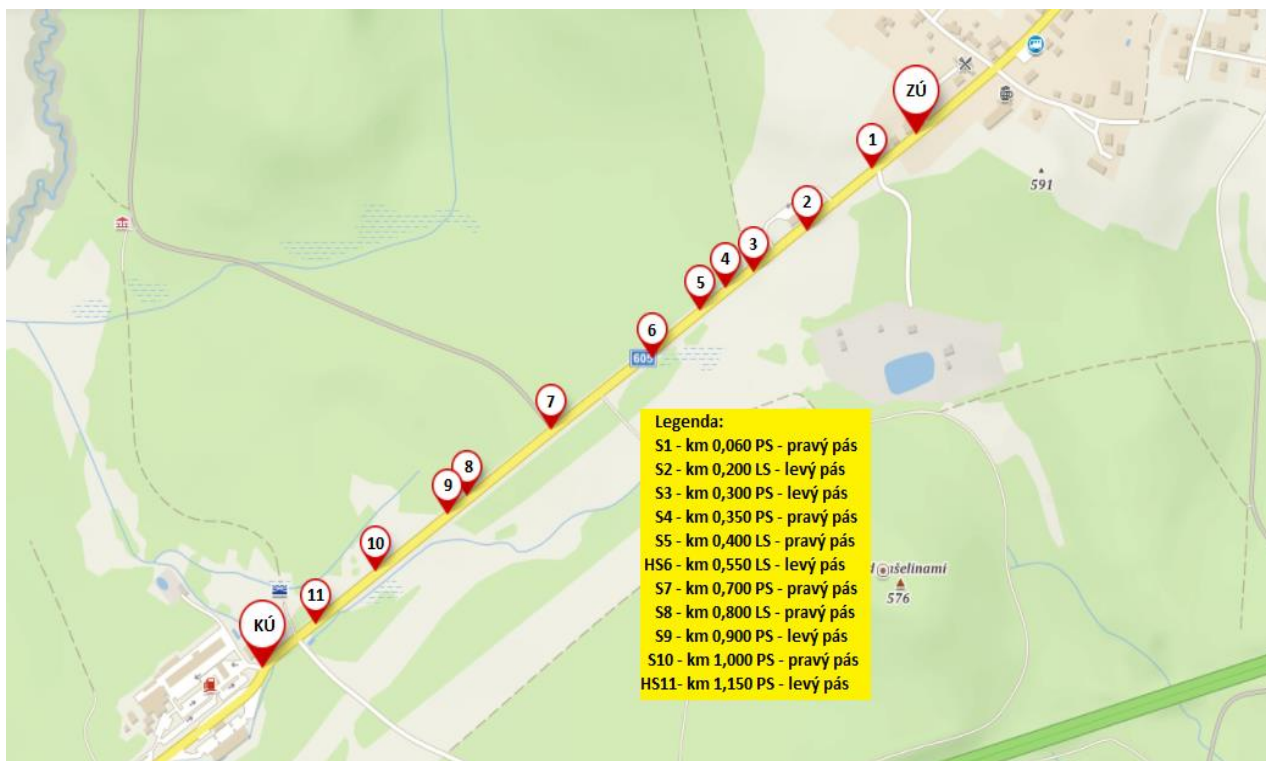 ZÚ
1
591
2
3
4
5
6
605
7
8
9
10
11
KÚ
Legenda:
S1 - km 0,060 PS - pravý pás
S2 - km 0,200 LS - levý pás
S3 - km 0,300 PS - levý pás
S4 - km 0,350 PS - pravý pás
S5 - km 0,400 LS - pravý pás
HS6 - km 0,550 LS - levý pás
S7 - km 0,700 PS - pravý pás
S8 - km 0,800 LS - pravý pás
S9 - km 0,900 PS - levý pás
S10 - km 1,000 PS - pravý pás
HS11- km 1,150 PS - levý pás
576